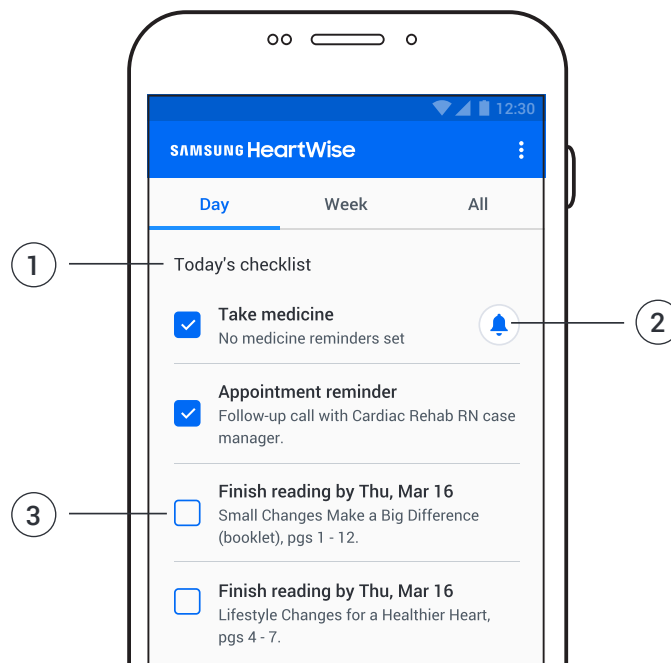 12:30
SAMSUNG HeartWise
Day Week All
1
Today's checklist
Take medicine
No medicine reminders set
2
Appointment reminder
Follow-up call with Cardiac Rehab RN case
manager.
3
Finish reading by Thu, Mar 16
Small Changes Make a Big Difference
(booklet), pgs 1 - 12.
Finish reading by Thu, Mar 16
Lifestyle Changes for a Healthier Heart,
pgs 4 - 7.